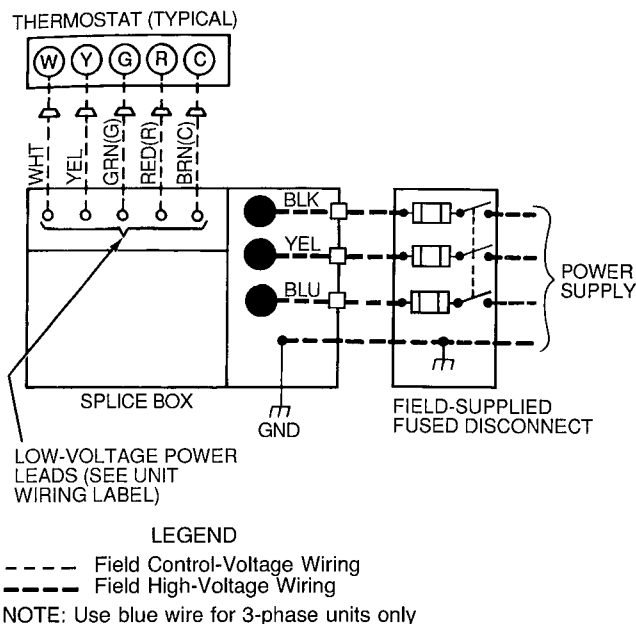 THERMOSTAT (TYPICAL)
W Y G R C
WHT
YEL
GRN(G)
RED(R)
BRN(C)
BLK
YEL
BLU
POWER
SUPPLY
SPLICE BOX
GND
FIELD-SUPPLIED
FUSED DISCONNECT
LOW-VOLTAGE POWER
LEADS (SEE UNIT
WIRING LABEL)
LEGEND
Field Control-Voltage Wiring
Field High-Voltage Wiring
NOTE: Use blue wire for 3-phase units only